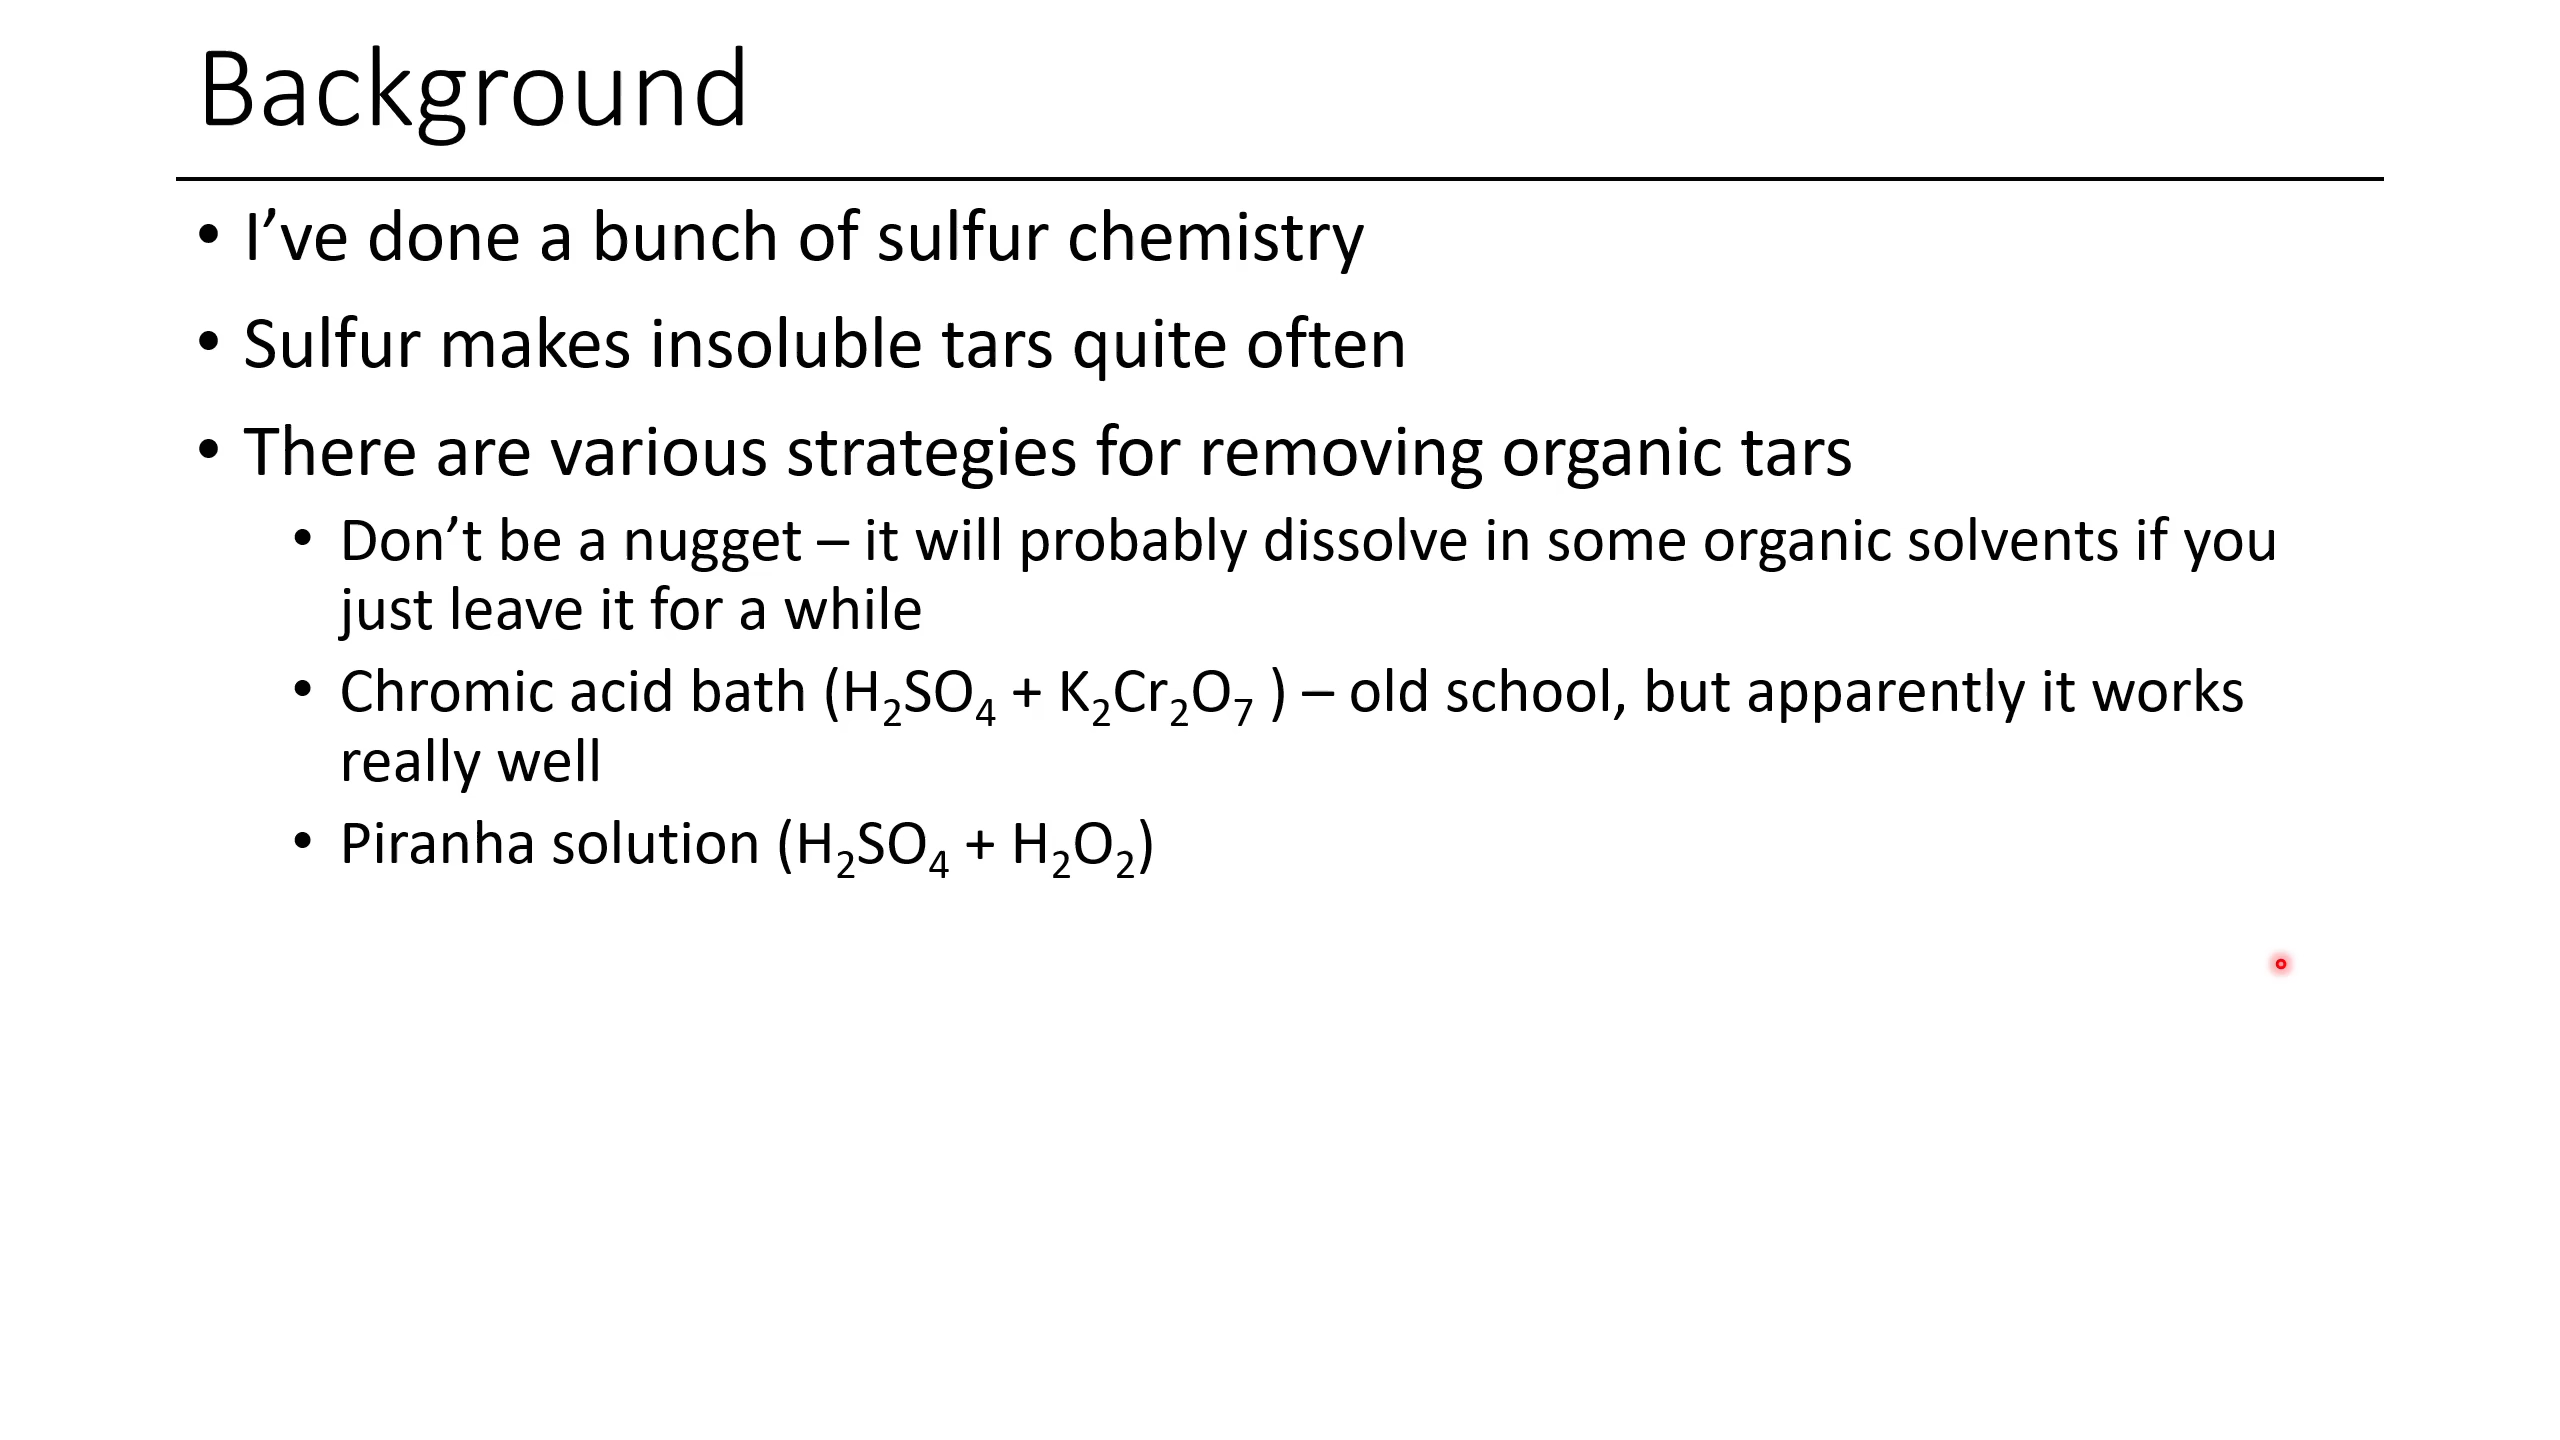 Background
• I’ve done a bunch of sulfur chemistry
• Sulfur makes insoluble tars quite often
• There are various strategies for removing organic tars
• Don’t be a nugget – it will probably dissolve in some organic solvents if you
just leave it for a while
• Chromic acid bath (H₂SO₄ + K₂Cr₂O₇ ) – old school, but apparently it works
really well
• Piranha solution (H₂SO₄ + H₂O₂)